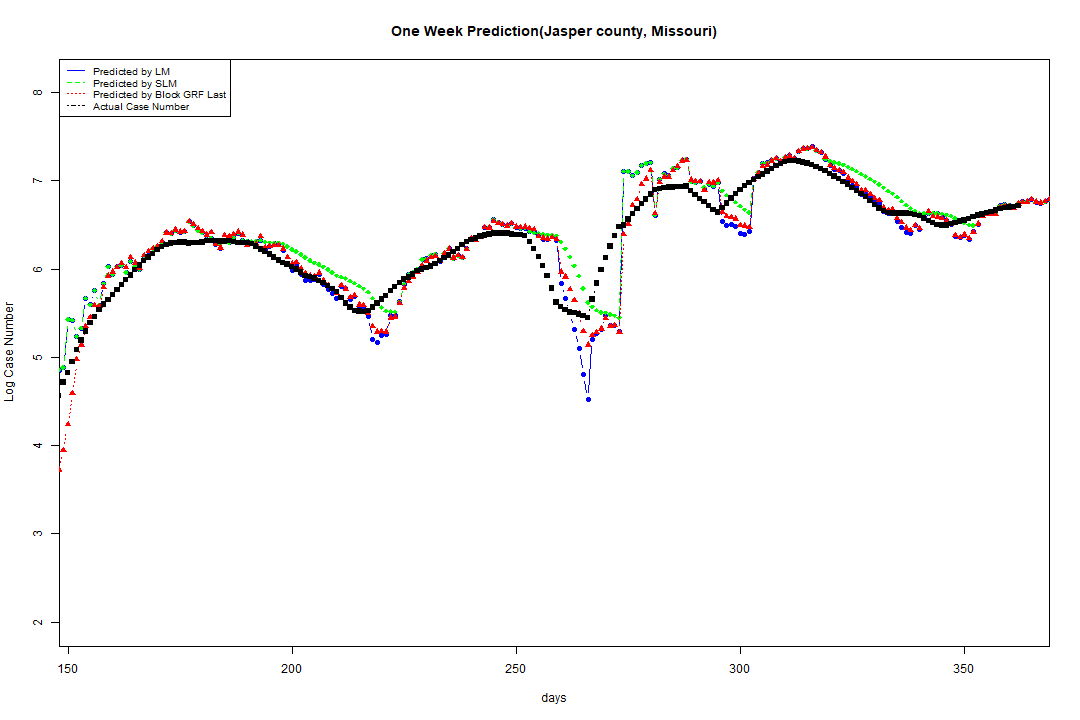 One Week Prediction(Jasper county, Missouri)
Predicted by LM
Predicted by SLM
Predicted by Block GRF Last
Actual Case Number
8
7
6
5
4
3
2
Log Case Number
150 200 250 300 350
days